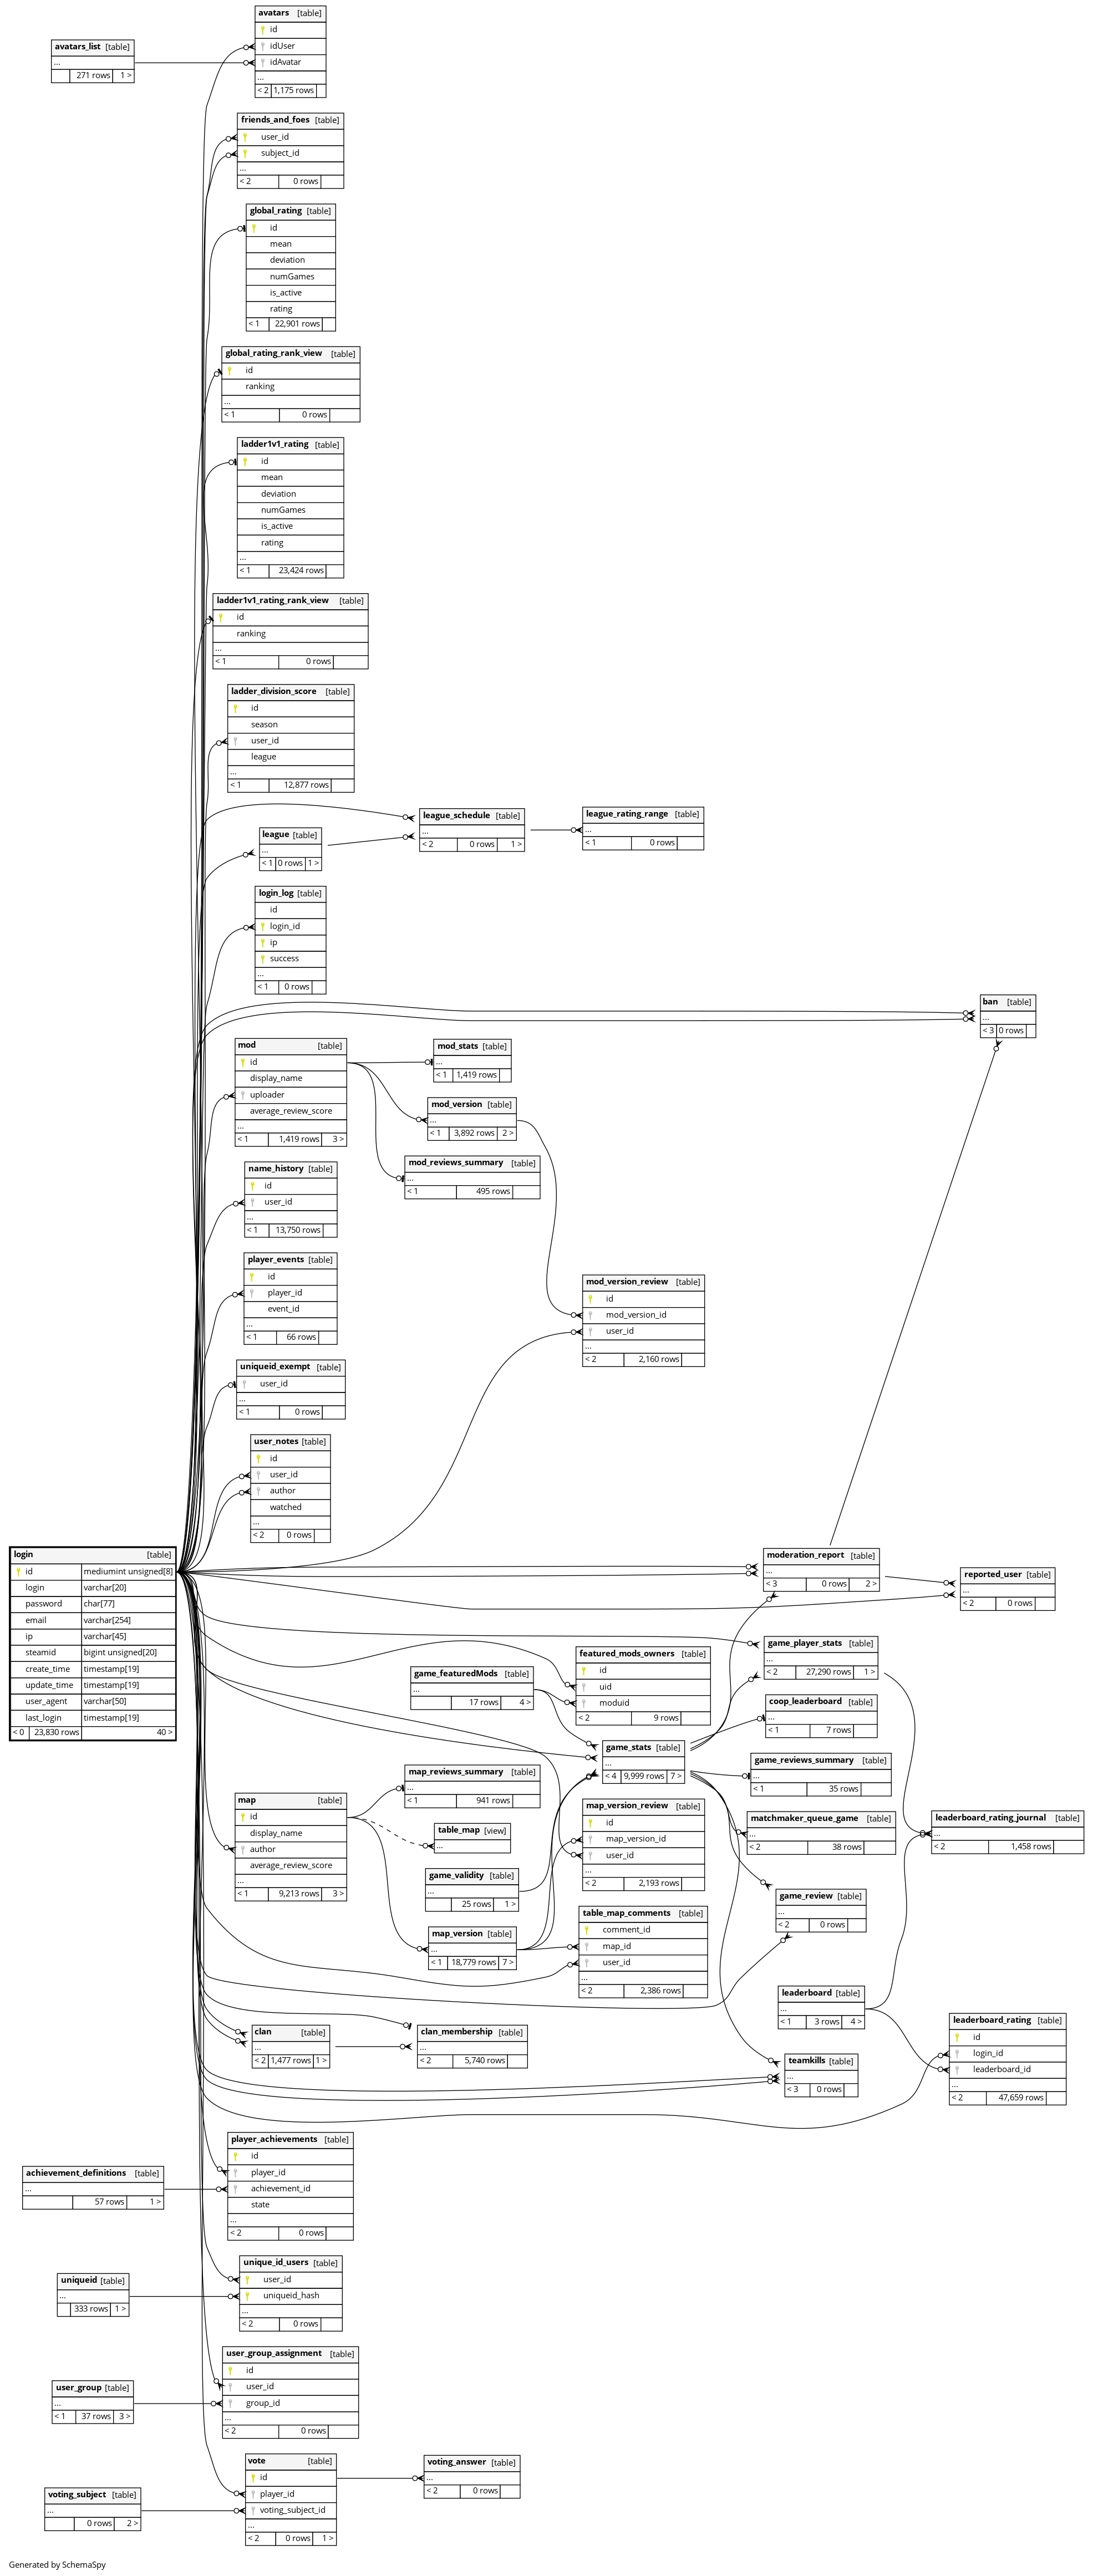 avatars [table]
id
idUser
idAvatar
...
< 2 1,175 rows
avatars_list [table]
...
271 rows 1 >
friends_and_foes [table]
user_id
subject_id
...
< 2 0 rows
global_rating [table]
id
mean
deviation
numGames
is_active
rating
< 1 22,901 rows
global_rating_rank_view [table]
id
ranking
...
< 1 0 rows
ladder1v1_rating [table]
id
mean
deviation
numGames
is_active
rating
...
< 1 23,424 rows
ladder1v1_rating_rank_view [table]
id
ranking
...
< 1 0 rows
ladder_division_score [table]
id
season
user_id
league
...
< 1 12,877 rows
league_schedule [table]
...
< 2 0 rows 1 >
league_rating_range [table]
...
< 1 0 rows
league [table]
...
< 1 0 rows 1 >
login_log [table]
id
login_id
ip
success
...
< 1 0 rows
ban [table]
...
< 3 0 rows
mod [table]
id
display_name
uploader
average_review_score
...
< 1 1,419 rows 3 >
mod_stats [table]
...
< 1 1,419 rows
mod_version [table]
...
< 1 3,892 rows 2 >
mod_reviews_summary [table]
...
< 1 495 rows
name_history [table]
id
user_id
...
< 1 13,750 rows
player_events [table]
id
player_id
event_id
...
< 1 66 rows
mod_version_review [table]
id
mod_version_id
user_id
...
< 2 2,160 rows
uniqueid_exempt [table]
user_id
...
< 1 0 rows
user_notes [table]
id
user_id
author
watched
...
< 2 0 rows
login [table]
id mediumint unsigned[8]
login varchar[20]
password char[77]
email varchar[254]
ip varchar[45]
steamid bigint unsigned[20]
create_time timestamp[19]
update_time timestamp[19]
user_agent varchar[50]
last_login timestamp[19]
< 0 23,830 rows 40 >
moderation_report [table]
...
< 3 0 rows 2 >
reported_user [table]
...
< 2 0 rows
game_player_stats [table]
...
< 2 27,290 rows 1 >
featured_mods_owners [table]
id
uid
moduid
< 2 9 rows
game_featuredMods [table]
...
17 rows 4 >
coop_leaderboard [table]
...
< 1 7 rows
game_stats [table]
...
< 4 9,999 rows 7 >
game_reviews_summary [table]
...
< 1 35 rows
map_reviews_summary [table]
...
< 1 941 rows
map [table]
id
display_name
author
average_review_score
...
< 1 9,213 rows 3 >
table_map [view]
...
map_version_review [table]
id
map_version_id
user_id
...
< 2 2,193 rows
matchmaker_queue_game [table]
...
< 2 38 rows
leaderboard_rating_journal [table]
...
< 2 1,458 rows
game_validity [table]
...
25 rows 1 >
game_review [table]
...
< 2 0 rows
table_map_comments [table]
comment_id
map_id
user_id
...
< 2 2,386 rows
map_version [table]
...
< 1 18,779 rows 7 >
leaderboard [table]
...
< 1 3 rows 4 >
leaderboard_rating [table]
id
login_id
leaderboard_id
...
< 2 47,659 rows
clan [table]
...
< 2 1,477 rows 1 >
clan_membership [table]
...
< 2 5,740 rows
teamkills [table]
...
< 3 0 rows
player_achievements [table]
id
player_id
achievement_id
state
...
< 2 0 rows
achievement_definitions [table]
...
57 rows 1 >
unique_id_users [table]
user_id
uniqueid_hash
...
< 2 0 rows
uniqueid [table]
...
333 rows 1 >
user_group_assignment [table]
id
user_id
group_id
...
< 2 0 rows
user_group [table]
...
< 1 37 rows 3 >
vote [table]
id
player_id
voting_subject_id
...
< 2 0 rows 1 >
voting_answer [table]
...
< 2 0 rows
voting_subject [table]
...
0 rows 2 >
Generated by SchemaSpy